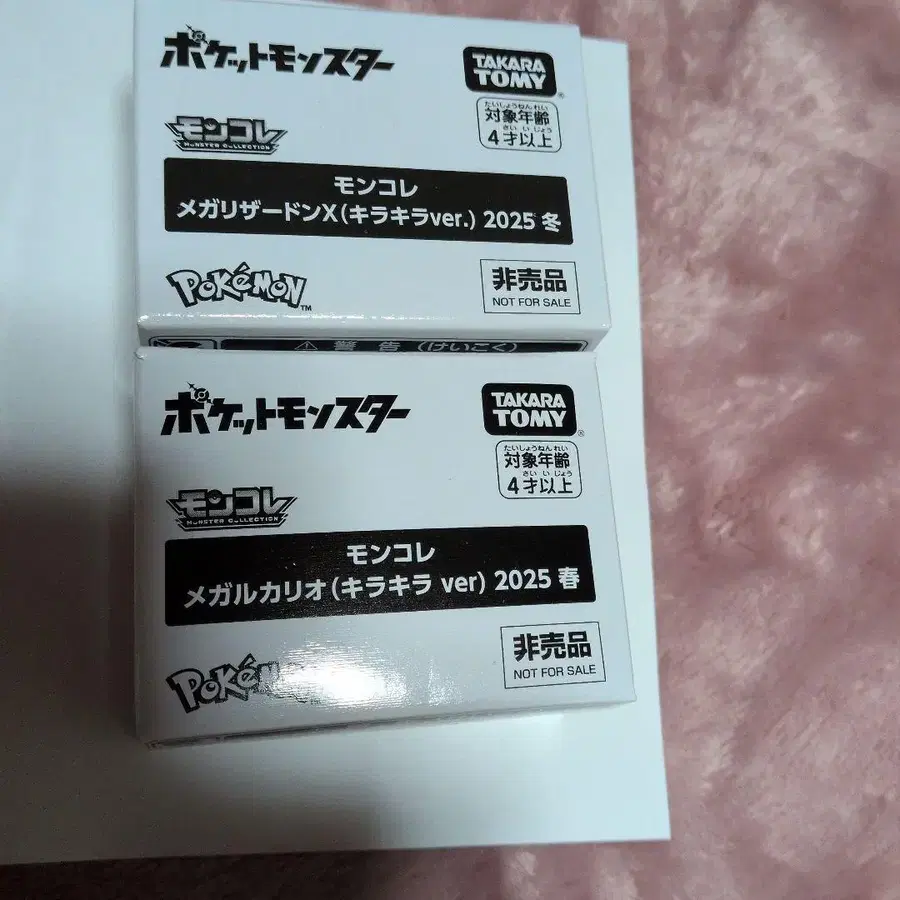 ポケットモンスター
TAKARA TOMY
たいしょうねんれい
対象年齢
さい いじょう
4才以上
モンコレ
MONSTER COLLECTION
モンコレ
メガリザードンX(キラキラver.) 2025 冬
Pokémon
TM
非売品
NOT FOR SALE
警告 (けいこく)
ポケットモンスター
TAKARA TOMY
®
たいしょうねんれい
対象年齢
さい いじょう
4才以上
モンコレ
MONSTER COLLECTION
モンコレ
メガルカリオ(キラキラ ver) 2025 春
Pokémon
非売品
NOT FOR SALE